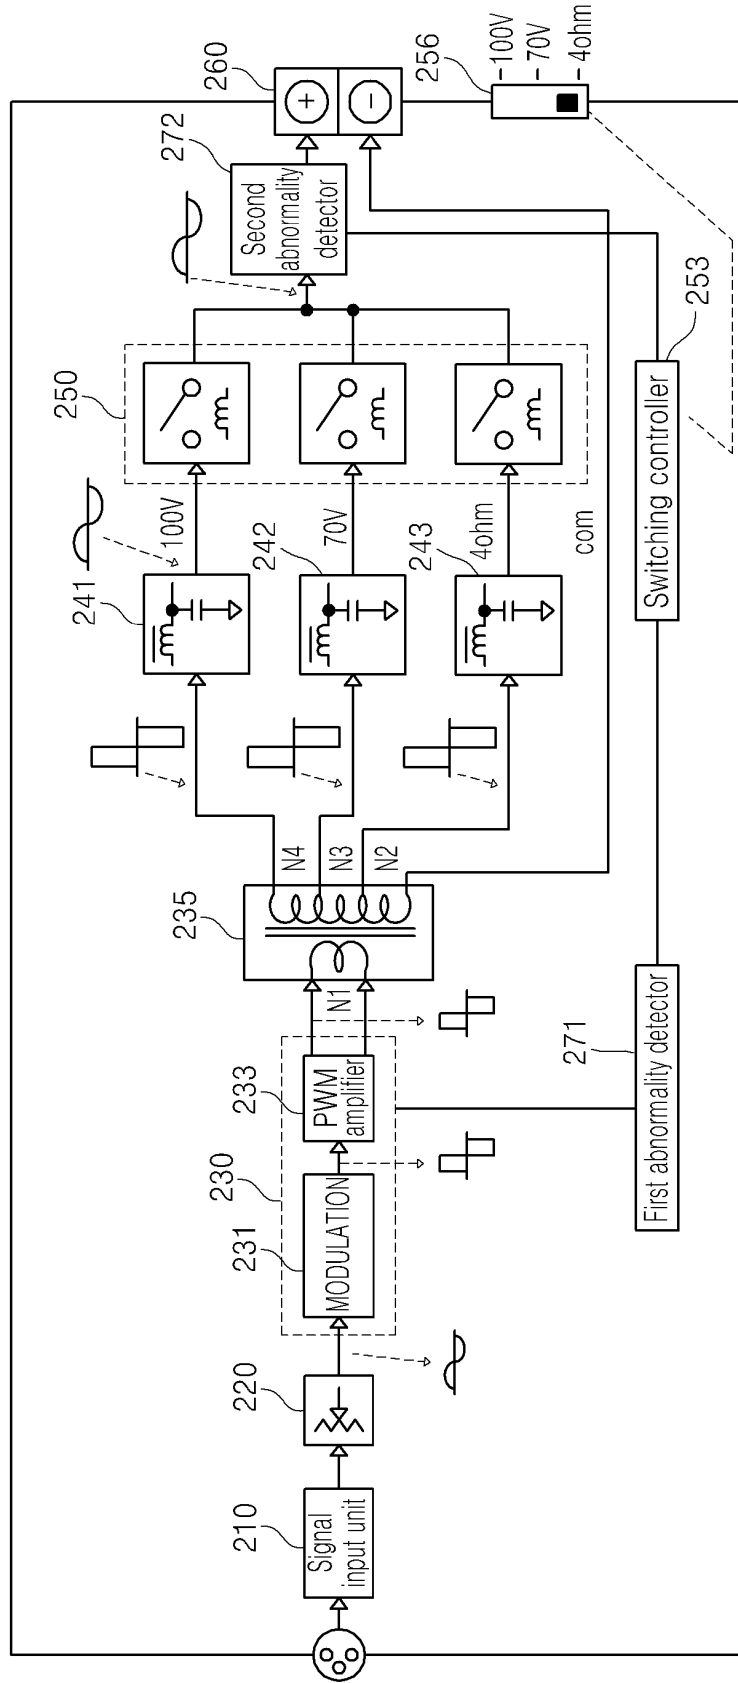 210
Signal
input unit
220
230
231
MODULATION
233
PWM
amplifier
N1
235
N4
N3
N2
241
100V
242
70V
243
4ohm
com
250
272
Second
abnormality
detector
260
+
−
256
100V
70V
4ohm
271
First abnormality detector
253
Switching controller